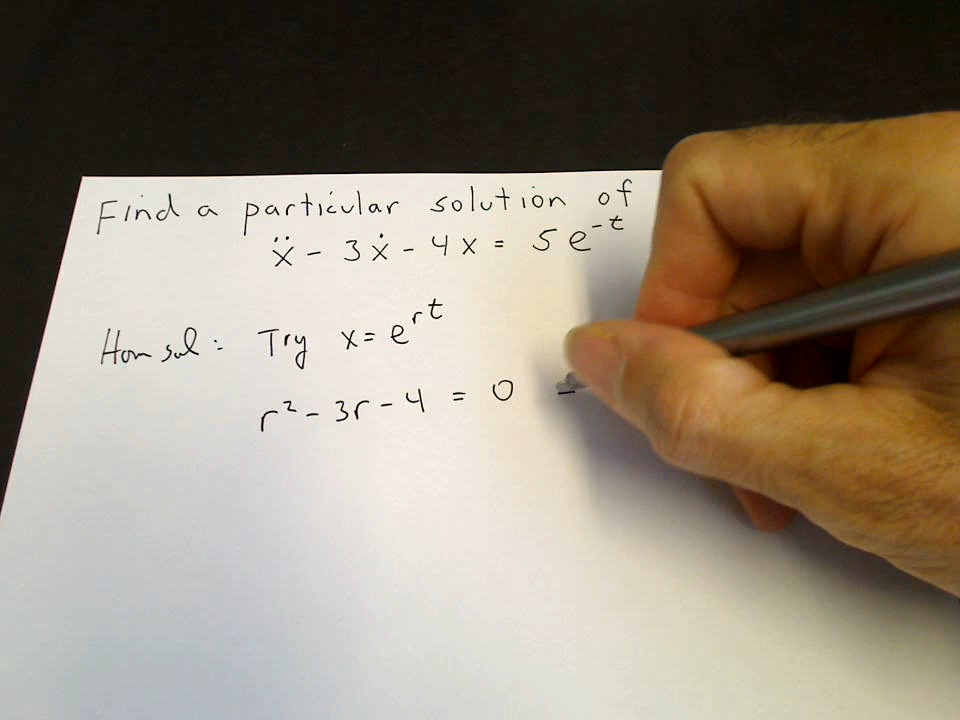 Find a particular solution of
ẍ - 3ẋ - 4x = 5e^{-t}
Hom sol: Try x = e^{rt}
r² - 3r - 4 = 0